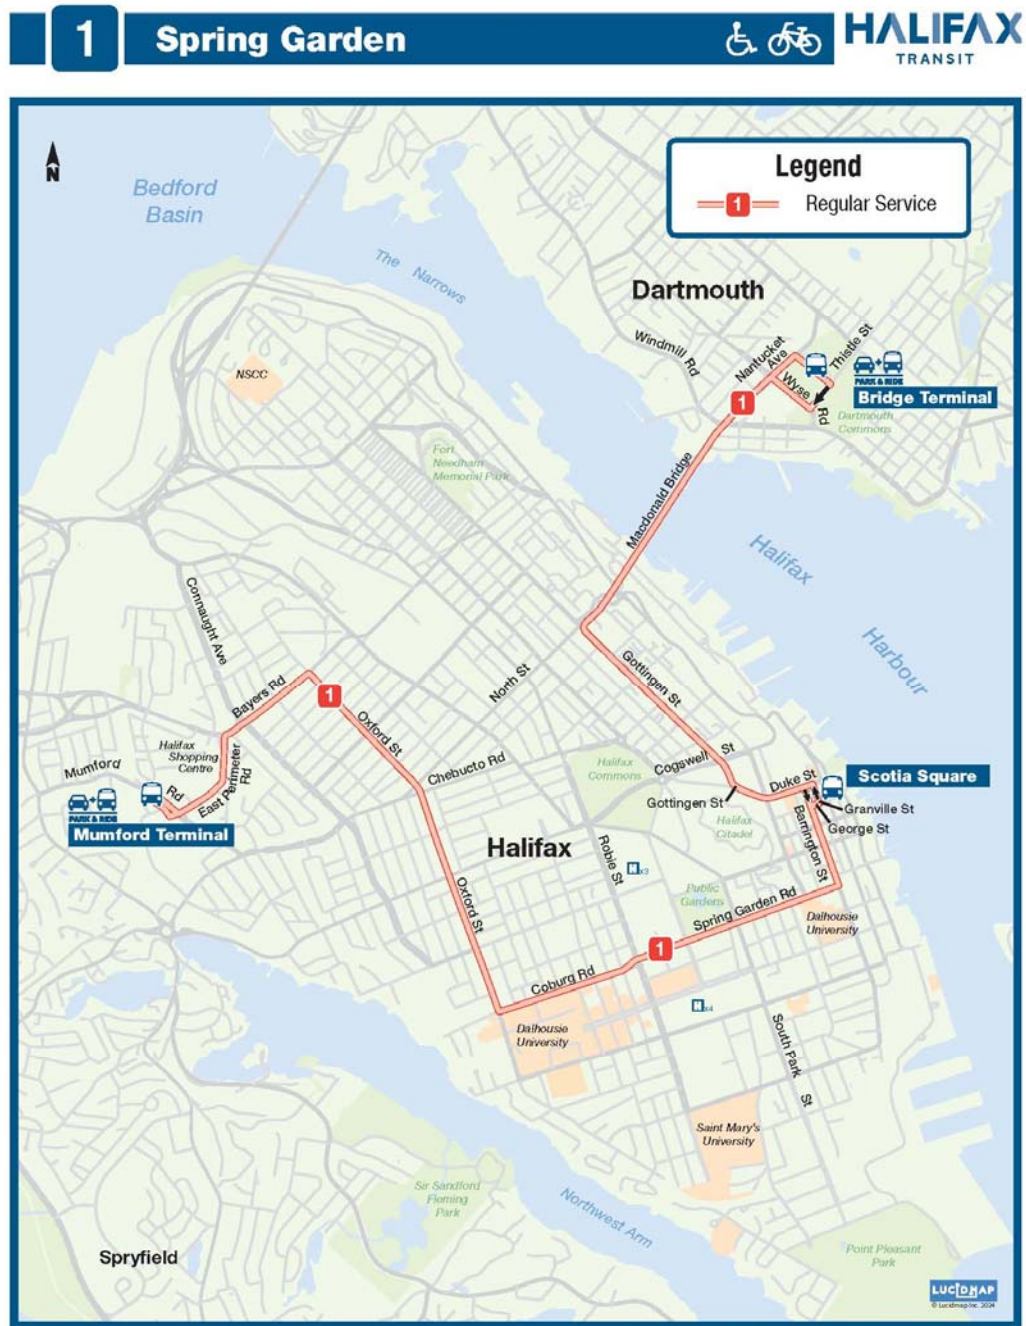 1
Spring Garden
HALIFAX
TRANSIT
N
Bedford
Basin
The Narrows
Legend
1
Regular Service
Dartmouth
Windmill Rd
Nantucket
Ave
Thistle St
Wyse Rd
PARK & RIDE
Bridge Terminal
Dartmouth
Commons
1
NSCC
Fort
Needham
Memorial Park
Macdonald Bridge
Halifax
Harbour
Connaught Ave
Gottingen St
North St
Bayers Rd
1
Oxford St
Halifax
Shopping
Centre
East Perimeter
Rd
Mumford
Rd
PARK & RIDE
Mumford Terminal
Chebucto Rd
Halifax
Commons
Cogswell St
Gottingen St
Duke St
Scotia Square
Granville St
George St
Halifax
Citadel
Barrington St
Halifax
Robie St
H x3
Public
Gardens
Spring Garden Rd
Dalhousie
University
Oxford St
1
Coburg Rd
H x4
Dalhousie
University
South Park St
Saint Mary's
University
Sir Sandford
Fleming
Park
Northwest Arm
Spryfield
Point Pleasant
Park
LUCIDMAP
© Lucidmap Inc. 2024